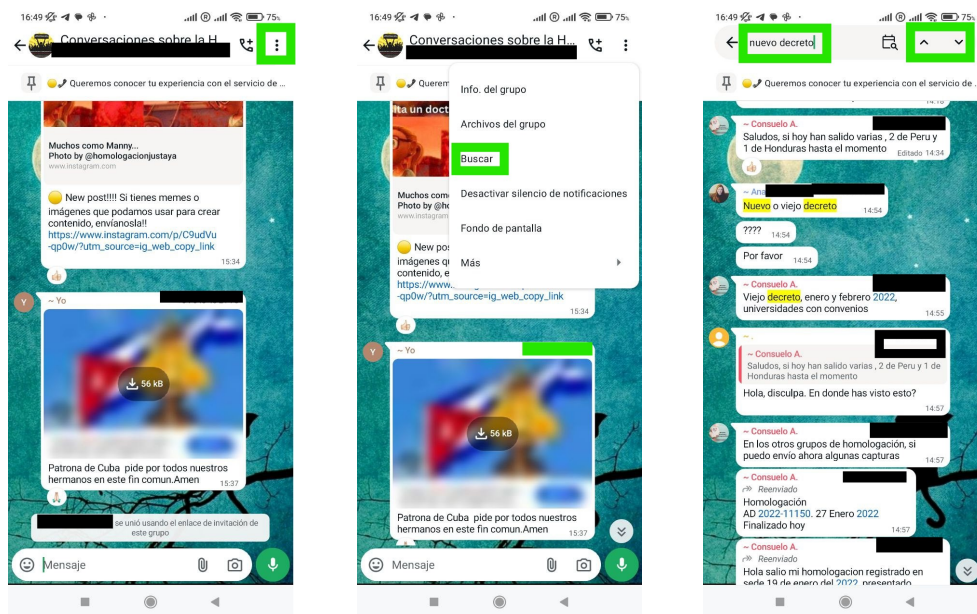 16:49
75%
Conversaciones sobre la H...
Queremos conocer tu experiencia con el servicio de ...
Muchos como Manny...
Photo by @homologacionjustaya
www.instagram.com
New post!!!! Si tienes memes o
imágenes que podamos usar para crear
contenido, envíanosla!!
https://www.instagram.com/p/C9udVu
-qp0w/?utm_source=ig_web_copy_link
15:34
Y
~ Yo
56 kB
Patrona de Cuba pide por todos nuestros
hermanos en este fin comun.Amen
15:37
se unió usando el enlace de invitación de
este grupo
Mensaje
16:49
75%
Conversaciones sobre la H...
Querem
Info. del grupo
Archivos del grupo
Buscar
Desactivar silencio de notificaciones
Fondo de pantalla
Más
lta un doct
Muchos como
Photo by @ho
www.instagram
New pos
imágenes qu
contenido, e
https://www.
-qp0w/?utm_source=ig_web_copy_link
15:34
Y
~ Yo
56 kB
Patrona de Cuba pide por todos nuestros
hermanos en este fin comun.Amen
15:37
Mensaje
16:49
75%
nuevo decreto
Queremos conocer tu experiencia con el servicio de ...
14:18
~ Consuelo A.
Saludos, si hoy han salido varias , 2 de Peru y
1 de Honduras hasta el momento
Editado 14:34
~ Ana
Nuevo o viejo decreto
14:54
????
14:54
Por favor
14:54
~ Consuelo A.
Viejo decreto, enero y febrero 2022,
universidades con convenios
14:55
~ .
~ Consuelo A.
Saludos, si hoy han salido varias , 2 de Peru y 1 de
Honduras hasta el momento
Hola, disculpa. En donde has visto esto?
14:57
~ Consuelo A.
En los otros grupos de homologación, si
puedo envío ahora algunas capturas
14:57
~ Consuelo A.
Reenviado
Homologación
AD 2022-11150. 27 Enero 2022
Finalizado hoy
14:57
~ Consuelo A.
Reenviado
Hola salio mi homologacion registrado en
sede 19 de enero del 2022, presentado